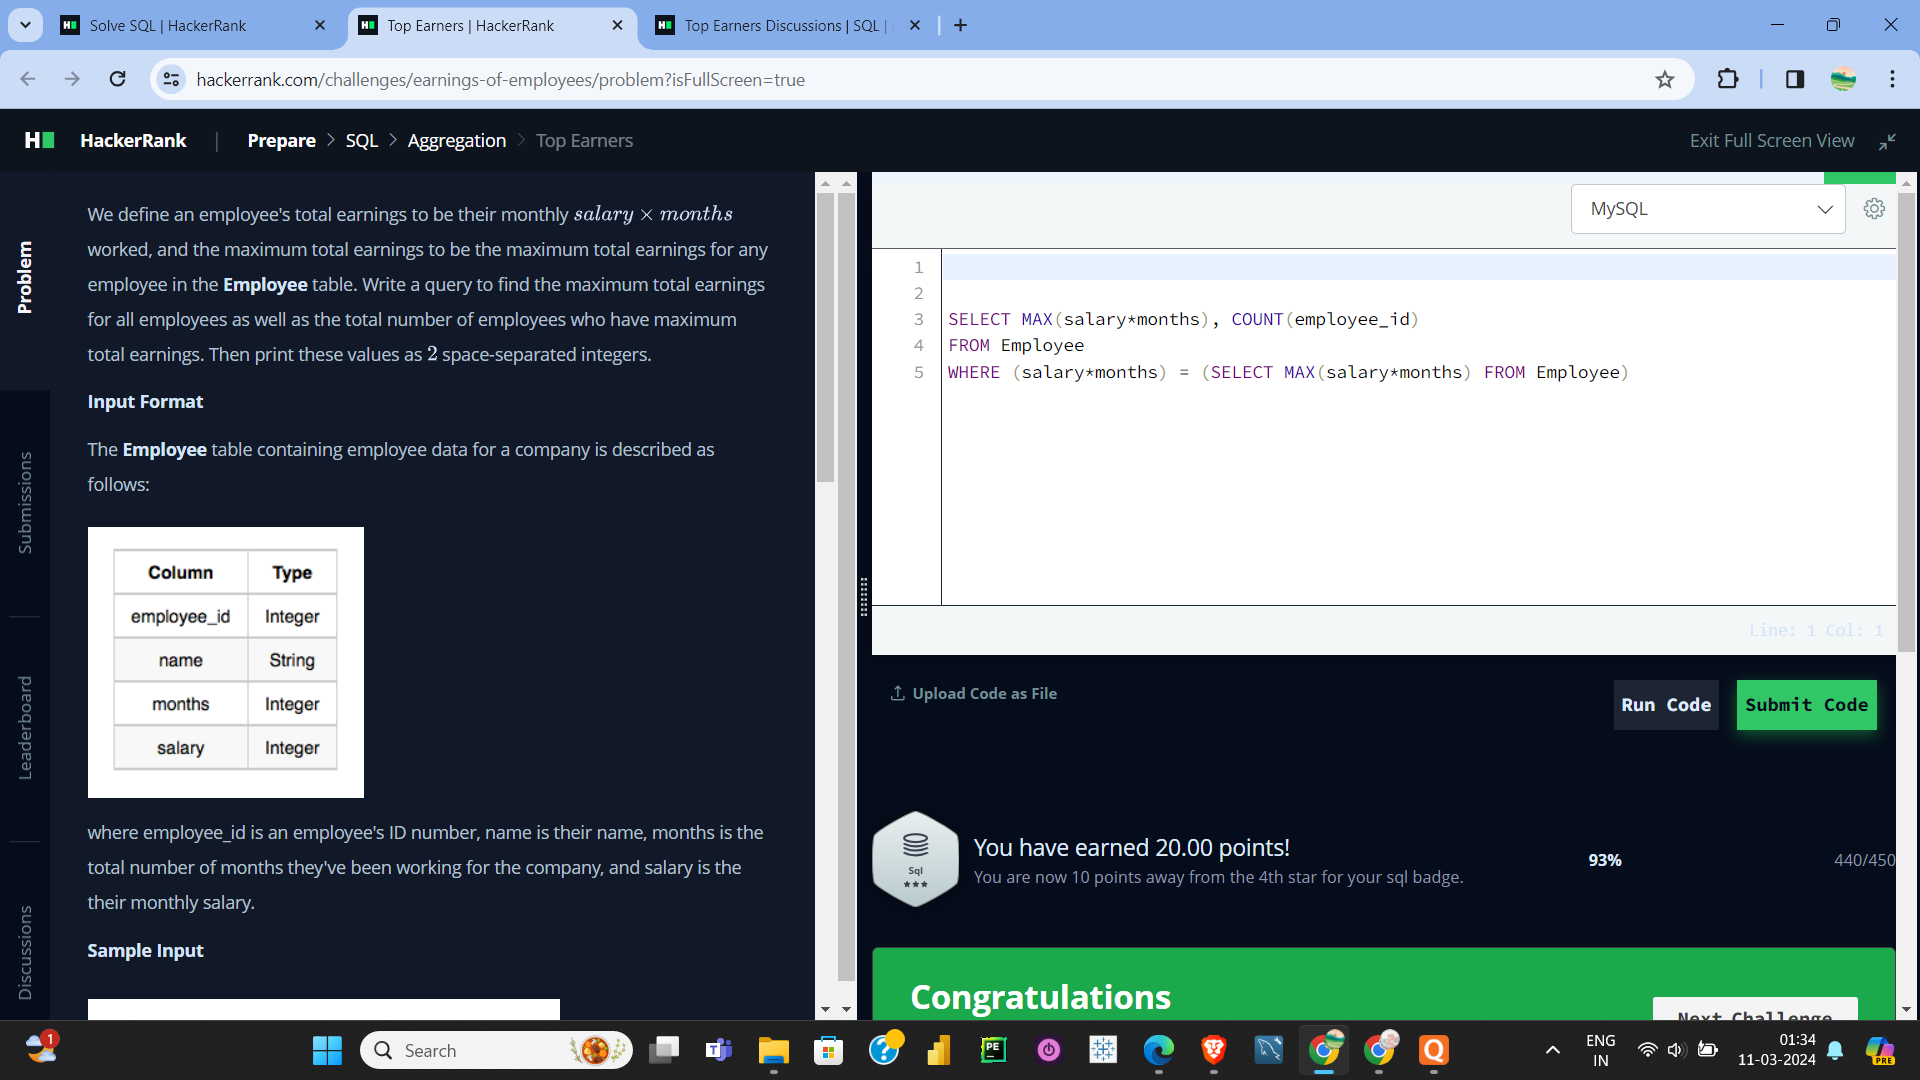 Solve SQL | HackerRank
Top Earners | HackerRank
Top Earners Discussions | SQL |
hackerrank.com/challenges/earnings-of-employees/problem?isFullScreen=true
HackerRank | Prepare > SQL > Aggregation > Top Earners
Exit Full Screen View
Problem
Submissions
Leaderboard
Discussions
We define an employee's total earnings to be their monthly salary × months
worked, and the maximum total earnings to be the maximum total earnings for any
employee in the Employee table. Write a query to find the maximum total earnings
for all employees as well as the total number of employees who have maximum
total earnings. Then print these values as 2 space-separated integers.
Input Format
The Employee table containing employee data for a company is described as
follows:
Column Type
employee_id Integer
name String
months Integer
salary Integer
where employee_id is an employee's ID number, name is their name, months is the
total number of months they've been working for the company, and salary is the
their monthly salary.
Sample Input
MySQL
1
2
3 SELECT MAX(salary*months), COUNT(employee_id)
4 FROM Employee
5 WHERE (salary*months) = (SELECT MAX(salary*months) FROM Employee)
Line: 1 Col: 1
Upload Code as File
Run Code
Submit Code
Sql
You have earned 20.00 points!
You are now 10 points away from the 4th star for your sql badge.
93%
440/450
Congratulations
Next Challenge
1
Search
PE
Q
ENG
IN
01:34
11-03-2024
PRE